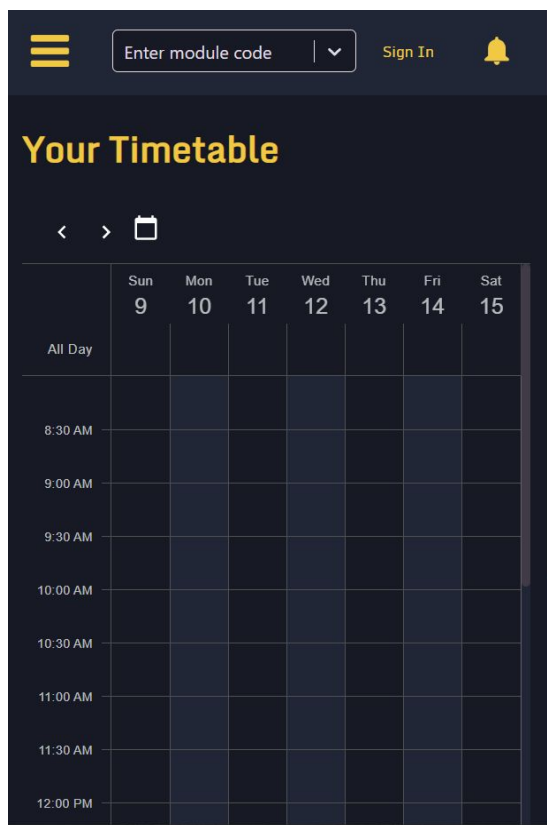 Enter module code
Sign In
Your Timetable
Sun Mon Tue Wed Thu Fri Sat
9 10 11 12 13 14 15
All Day
8:30 AM
9:00 AM
9:30 AM
10:00 AM
10:30 AM
11:00 AM
11:30 AM
12:00 PM